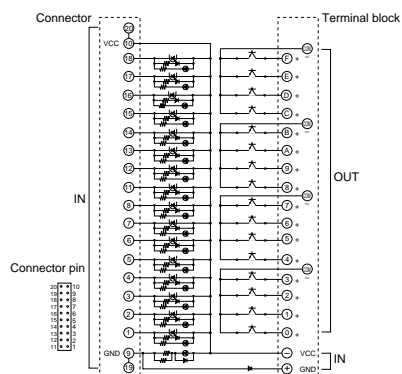 Connector Terminal block
20
VCC 10
COM
−
18 F +
17 E +
16 D +
15 C +
COM
−
14 B +
13 A +
12 9 +
11 8 +
COM
−
8 7 +
7 6 +
6 5 +
5 4 +
COM
−
4 3 +
3 2 +
2 1 +
1 0 +
IN
OUT
GND 9 − VCC
19 + GND
IN
Connector pin
20 10
19 9
18 8
17 7
16 6
15 5
14 4
13 3
12 2
11 1